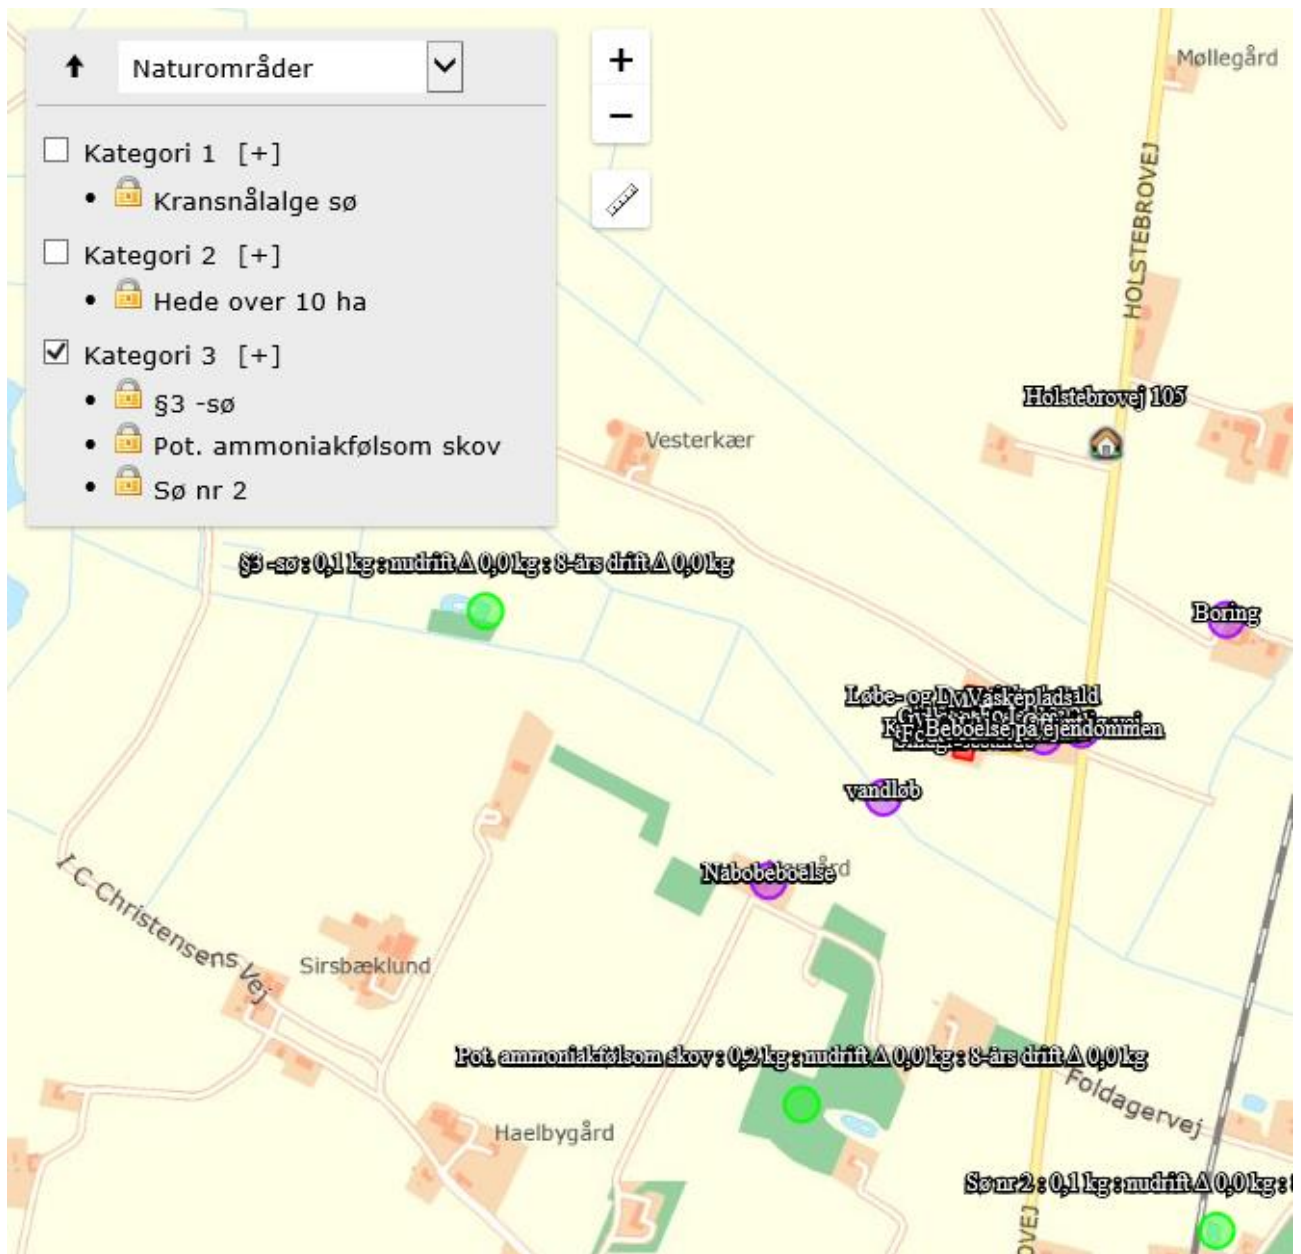 Naturområder
Kategori 1 [+]
Kransnålalge sø
Kategori 2 [+]
Hede over 10 ha
Kategori 3 [+]
§3 -sø
Pot. ammoniakfølsom skov
Sø nr 2
+
−
Møllegård
HOLSTEBROVEJ
Holstebrovej 105
Vesterkær
§3 -sø : 0,1 kg : nudrift Δ 0,0 kg : 8-års drift Δ 0,0 kg
Boring
Løbe- og Vaskeplads
Beboelse på ejendommen
vandløb
Nabobeboelse
I C Christensens Vej
Sirsbæklund
Pot. ammoniakfølsom skov : 0,2 kg : nudrift Δ 0,0 kg : 8-års drift Δ 0,0 kg
Foldagervej
Haelbygård
Sø nr 2 : 0,1 kg : nudrift Δ 0,0 kg :
OVEJ